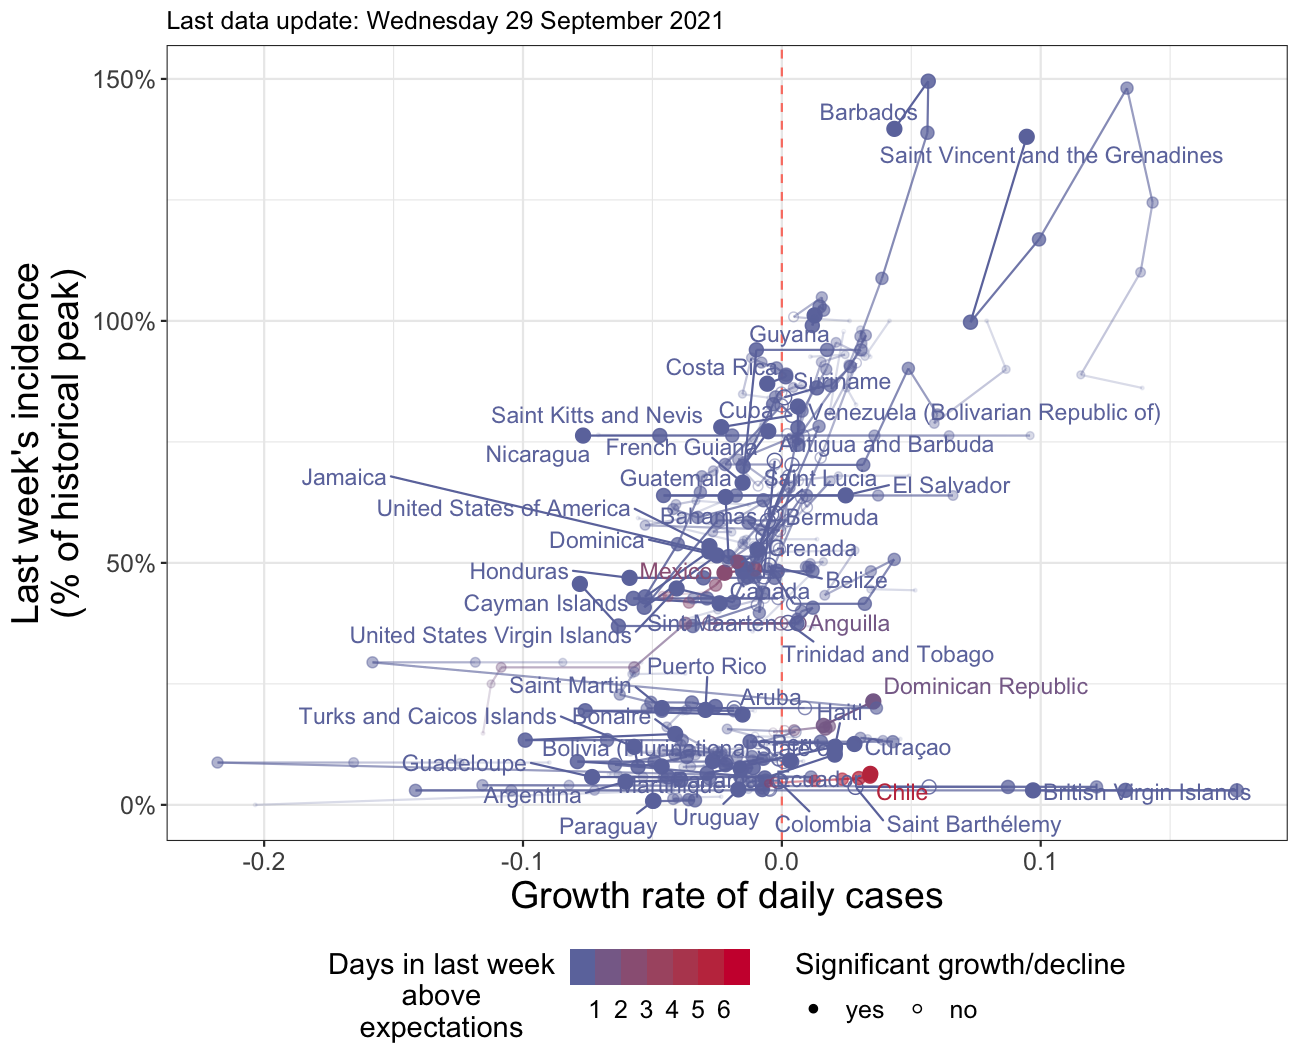 Last data update: Wednesday 29 September 2021
Last week's incidence
(% of historical peak)
150%
100%
50%
0%
Barbados
Saint Vincent and the Grenadines
Guyana
Costa Rica
Suriname
Saint Kitts and Nevis
Cuba
Venezuela (Bolivarian Republic of)
Nicaragua
French Guiana
Antigua and Barbuda
Jamaica
Guatemala
Saint Lucia
El Salvador
United States of America
Bahamas
Bermuda
Dominica
Grenada
Honduras
Mexico
Belize
Cayman Islands
Canada
United States Virgin Islands
Sint Maarten
Anguilla
Trinidad and Tobago
Puerto Rico
Saint Martin
Aruba
Dominican Republic
Turks and Caicos Islands
Bonaire
Haiti
Bolivia (Plurinational State of)
Curaçao
Guadeloupe
Argentina
Martinique
Ecuador
Chile
British Virgin Islands
Paraguay
Uruguay
Colombia
Saint Barthélemy
-0.2
-0.1
0.0
0.1
Growth rate of daily cases
Days in last week
above
expectations
1 2 3 4 5 6
Significant growth/decline
yes
no